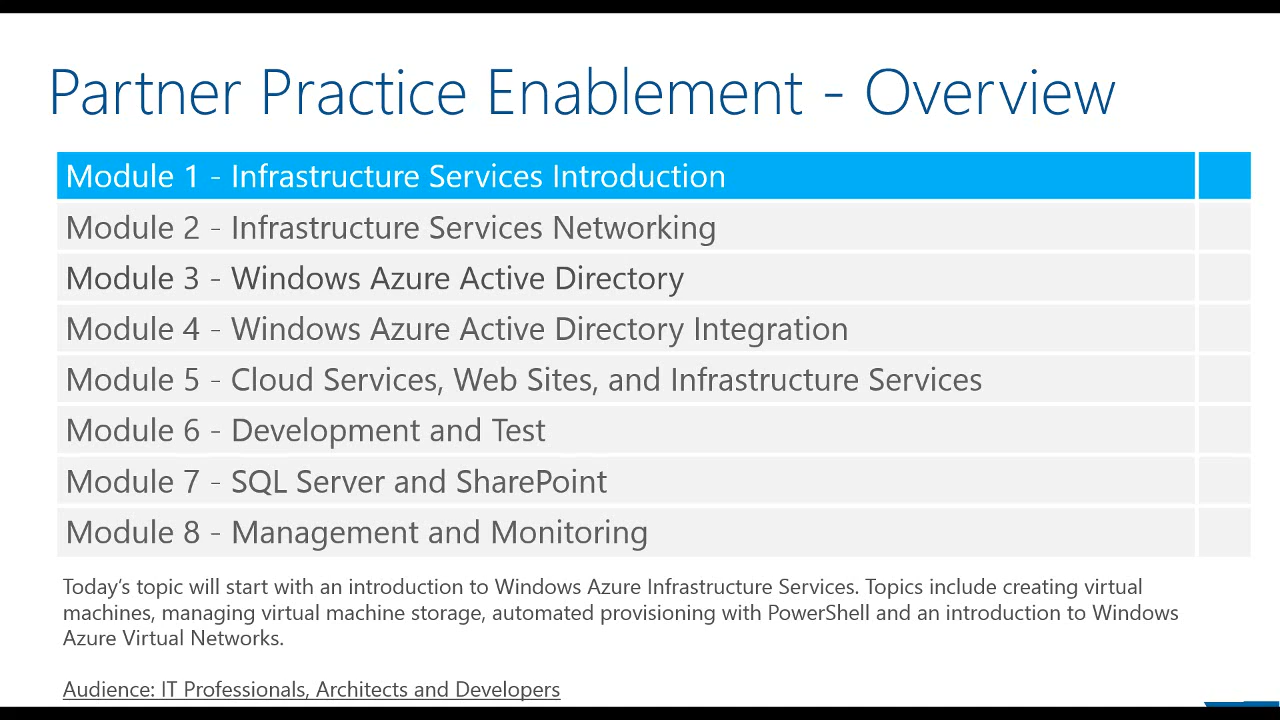 Partner Practice Enablement - Overview
Module 1 - Infrastructure Services Introduction
Module 2 - Infrastructure Services Networking
Module 3 - Windows Azure Active Directory
Module 4 - Windows Azure Active Directory Integration
Module 5 - Cloud Services, Web Sites, and Infrastructure Services
Module 6 - Development and Test
Module 7 - SQL Server and SharePoint
Module 8 - Management and Monitoring
Today's topic will start with an introduction to Windows Azure Infrastructure Services. Topics include creating virtual
machines, managing virtual machine storage, automated provisioning with PowerShell and an introduction to Windows
Azure Virtual Networks.
Audience: IT Professionals, Architects and Developers